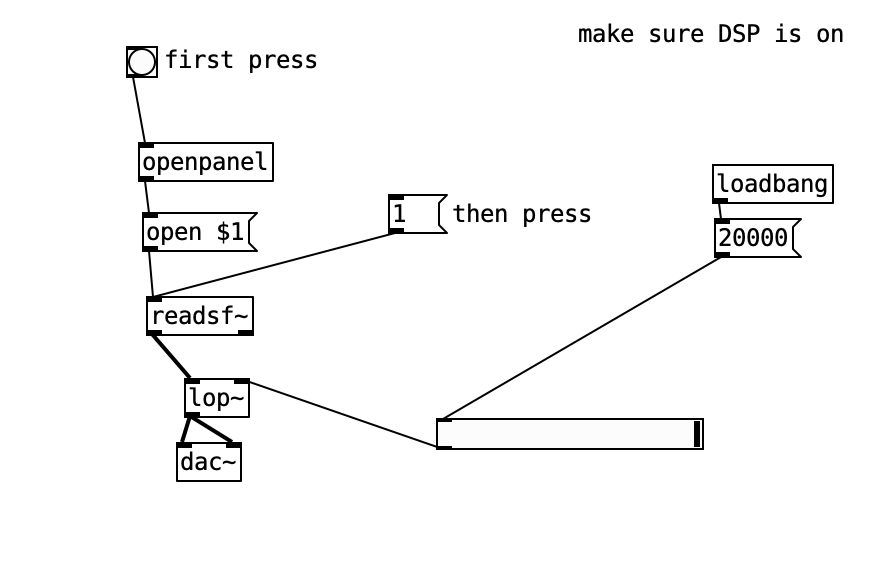 make sure DSP is on
first press
openpanel
loadbang
1
then press
open $1
20000
readsf~
lop~
dac~